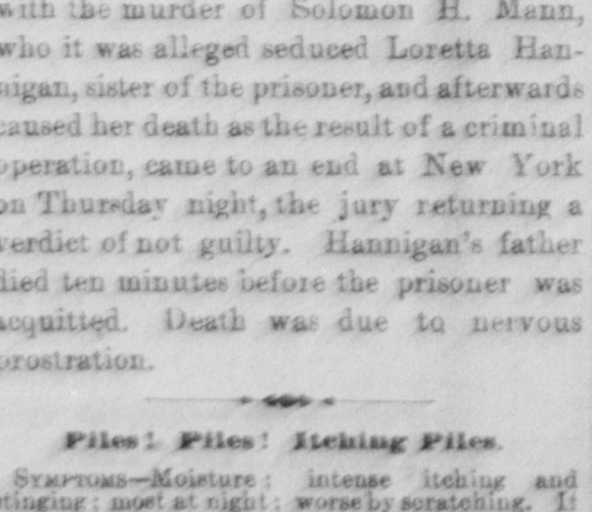 with the murder of Solomon H. Mann,
who it was alleged seduced Loretta Han-
nigan, sister of the prisoner, and afterwards
caused her death as the result of a criminal
operation, came to an end at New York
on Thursday night, the jury returning a
verdict of not guilty. Hannigan's father
died ten minutes before the prisoner was
acquitted. Death was due to nervous
prostration.
Piles! Piles! Itching Piles.
SYMPTOMS—Moisture; intense itching and
stinging; most at night; worse by scratching. If